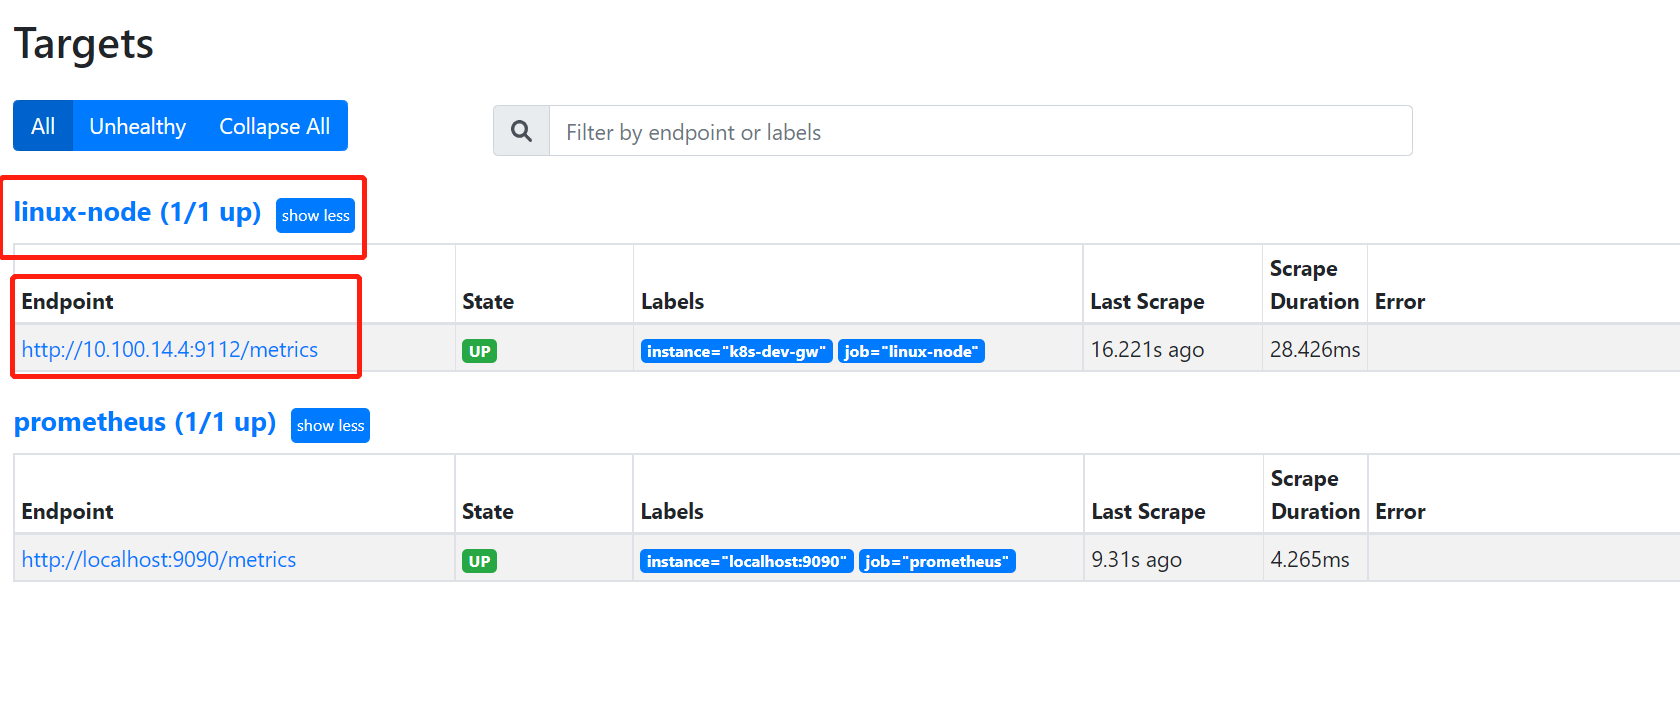 Targets
All Unhealthy Collapse All
Filter by endpoint or labels
linux-node (1/1 up) show less
Endpoint State Labels Last Scrape Scrape Duration Error
http://10.100.14.4:9112/metrics UP instance="k8s-dev-gw" job="linux-node" 16.221s ago 28.426ms
prometheus (1/1 up) show less
Endpoint State Labels Last Scrape Scrape Duration Error
http://localhost:9090/metrics UP instance="localhost:9090" job="prometheus" 9.31s ago 4.265ms